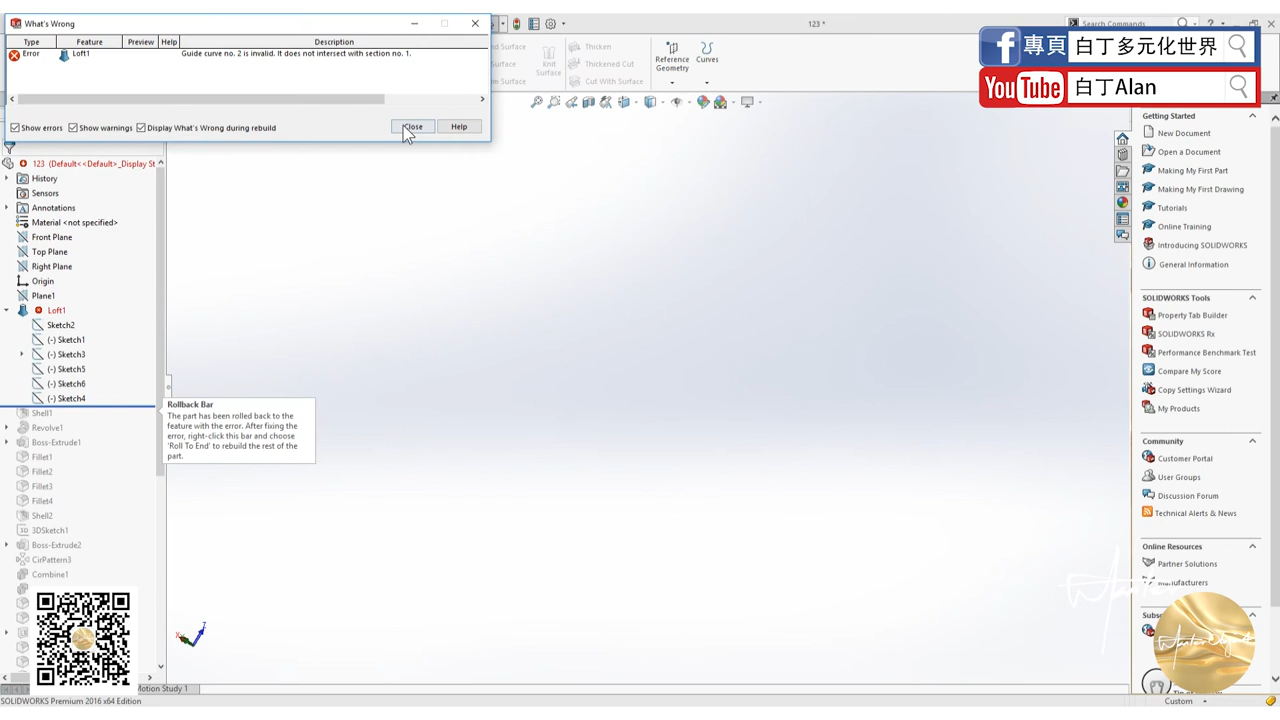 What's Wrong
Type Feature Preview Help Description
Error Loft1 Guide curve no. 2 is invalid. It does not intersect with section no. 1.
Show errors Show warnings Display What's Wrong during rebuild Close Help
123 *
Search Commands
Thicken
Thickened Cut
Cut With Surface
Knit Surface
Reference Geometry
Curves
專頁 白丁多元化世界
YouTube 白丁Alan
123 (Default<<Default>_Display St
History
Sensors
Annotations
Material <not specified>
Front Plane
Top Plane
Right Plane
Origin
Plane1
Loft1
Sketch2
(-) Sketch1
(-) Sketch3
(-) Sketch5
(-) Sketch6
(-) Sketch4
Shell1
Revolve1
Boss-Extrude1
Fillet1
Fillet2
Fillet3
Fillet4
Shell2
3DSketch1
Boss-Extrude2
CirPattern3
Combine1
Rollback Bar
The part has been rolled back to the
feature with the error. After fixing the
error, right-click this bar and choose
'Roll To End' to rebuild the rest of the
part.
Getting Started
New Document
Open a Document
Making My First Part
Making My First Drawing
Tutorials
Online Training
Introducing SOLIDWORKS
General Information
SOLIDWORKS Tools
Property Tab Builder
SOLIDWORKS Rx
Performance Benchmark Test
Compare My Score
Copy Settings Wizard
My Products
Community
Customer Portal
User Groups
Discussion Forum
Technical Alerts & News
Online Resources
Partner Solutions
Manufacturers
Motion Study 1
SOLIDWORKS Premium 2016 x64 Edition
Custom